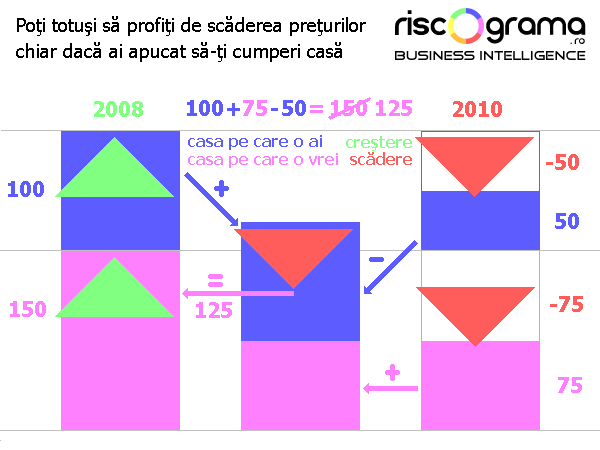 Poţi totuşi să profiţi de scăderea preţurilor
chiar dacă ai apucat să-ţi cumperi casă
riscograma
.ro
BUSINESS INTELLIGENCE
2008
100+75-50= 150 125
2010
casa pe care o ai
creştere
casa pe care o vrei
scădere
-50
100
+
50
-
=
125
150
-75
+
75